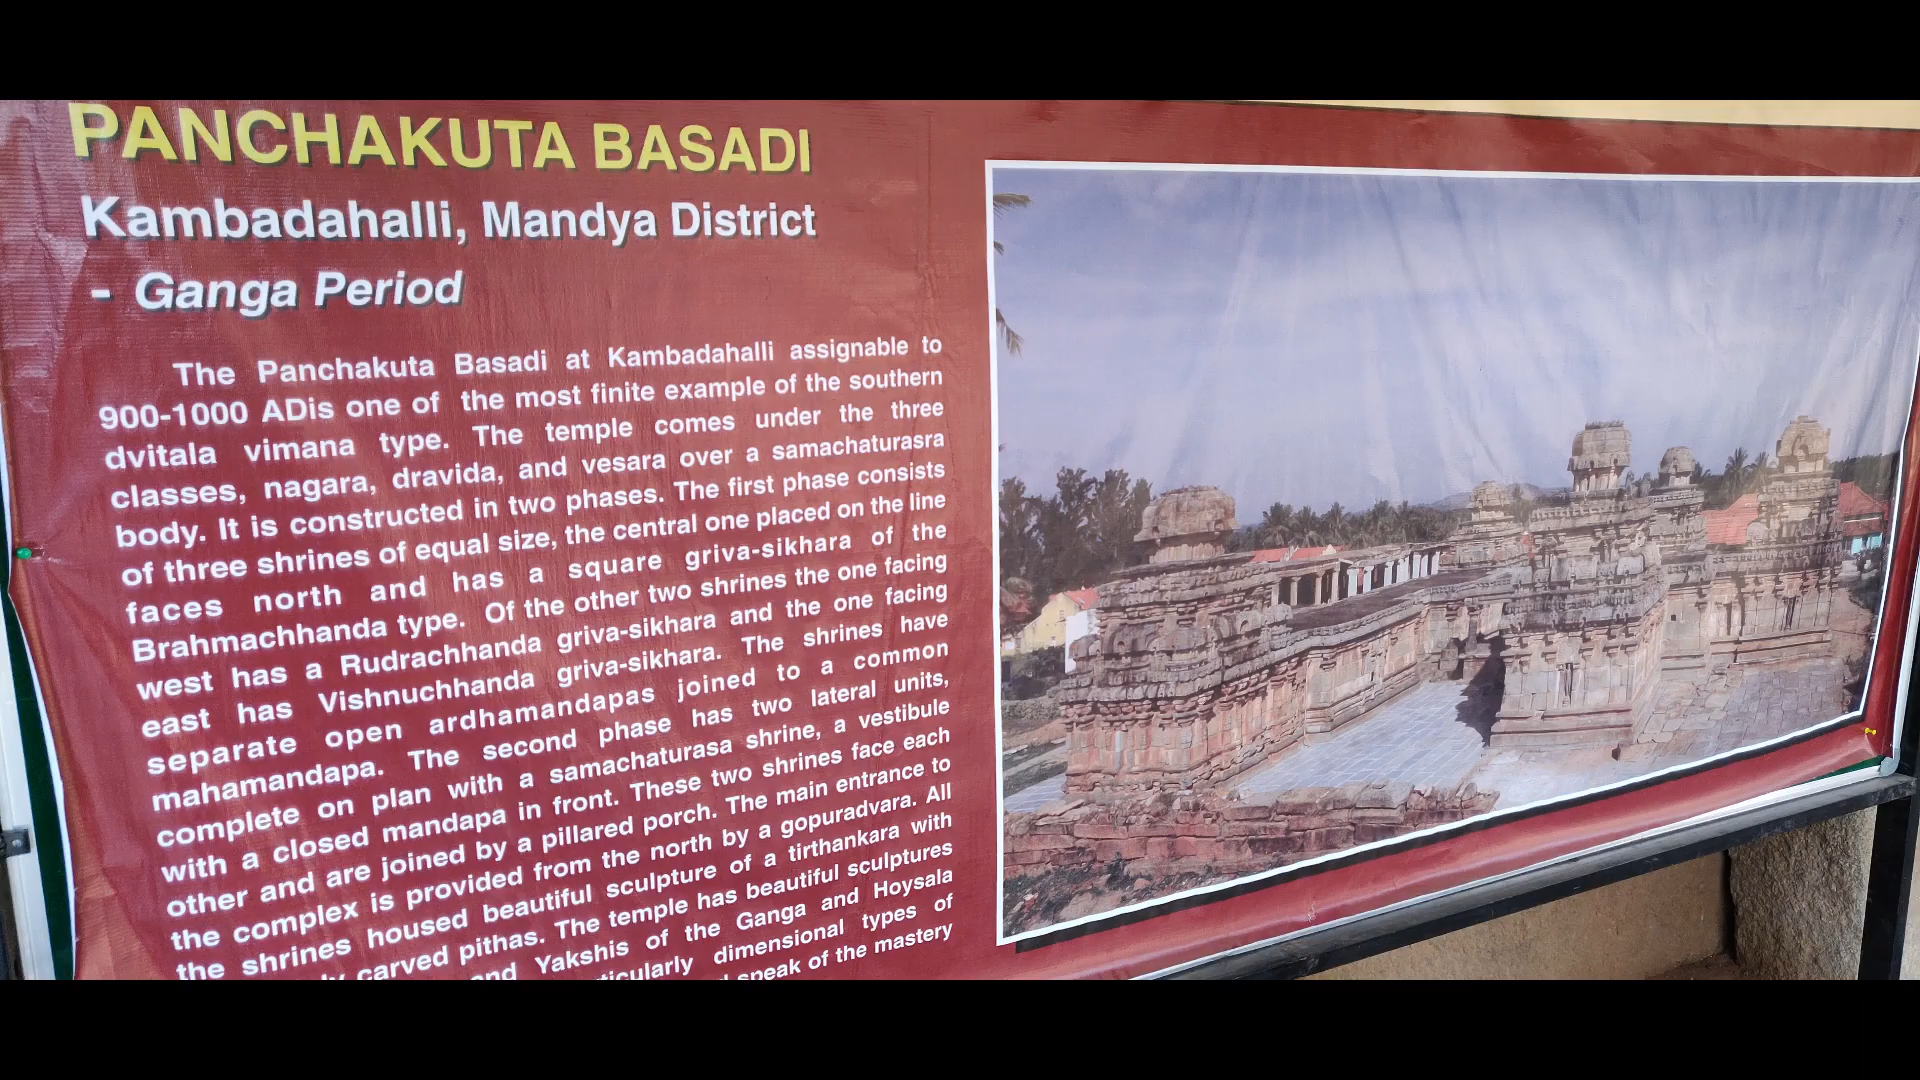 PANCHAKUTA BASADI
Kambadahalli, Mandya District
- Ganga Period
The Panchakuta Basadi at Kambadahalli assignable to
900-1000 ADis one of the most finite example of the southern
dvitala vimana type. The temple comes under the three
classes, nagara, dravida, and vesara over a samachaturasra
body. It is constructed in two phases. The first phase consists
of three shrines of equal size, the central one placed on the line
faces north and has a square griva-sikhara of the
Brahmachhanda type. Of the other two shrines the one facing
west has a Rudrachhanda griva-sikhara and the one facing
east has Vishnuchhanda griva-sikhara. The shrines have
separate open ardhamandapas joined to a common
mahamandapa. The second phase has two lateral units,
complete on plan with a samachaturasa shrine, a vestibule
with a closed mandapa in front. These two shrines face each
other and are joined by a pillared porch. The main entrance to
the complex is provided from the north by a gopuradvara. All
the shrines housed beautiful sculpture of a tirthankara with
carved pithas. The temple has beautiful sculptures
and Yakshis of the Ganga and Hoysala
dimensional types of
speak of the mastery